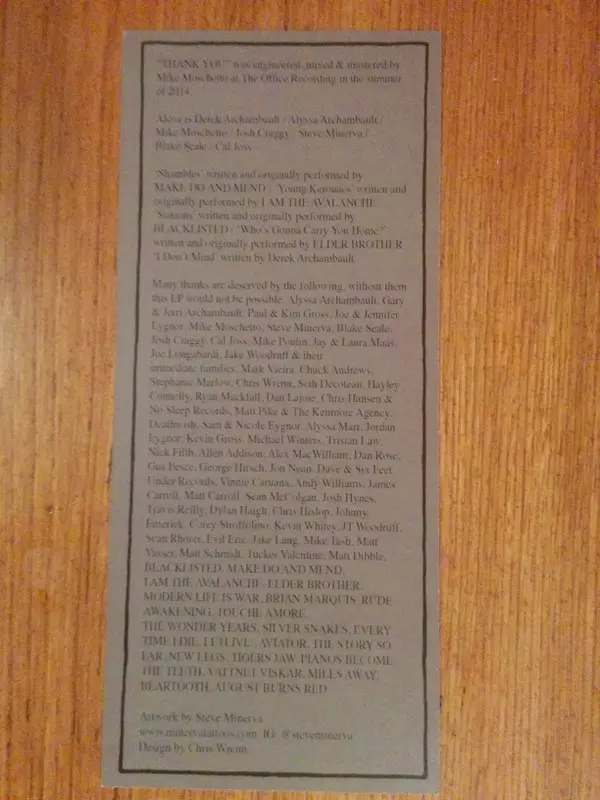 "THANK YOU" was engineered, mixed & mastered by
Mike Moschetto at The Office Recording in the summer
of 2014
Alexa is Derek Archambault / Alyssa Archambault /
Mike Moschetto / Josh Craggy / Steve Minerva /
Blake Seale / Cal Joss
'Shambles' written and originally performed by
MAKE DO AND MEND / 'Young Kerouacs' written and
originally performed by I AM THE AVALANCHE
'Stations' written and originally performed by
BLACKLISTED / 'Who's Gonna Carry You Home?'
written and originally performed by ELDER BROTHER
'I Don't Mind' written by Derek Archambault
Many thanks are deserved by the following, without them
this EP would not be possible. Alyssa Archambault, Gary
& Jerri Archambault, Paul & Kim Gross, Joe & Jennifer
Eygnor, Mike Moschetto, Steve Minerva, Blake Seale,
Josh Craggy, Cal Joss, Mike Poulin, Jay & Laura Maas,
Joe Longobardi, Jake Woodruff & their
immediate families. Mark Vieira, Chuck Andrews,
Stephanie Marlow, Chris Wrenn, Seth Decoteau, Hayley
Connelly, Ryan Mackfall, Dan Lajoie, Chris Hansen &
No Sleep Records, Matt Pike & The Kenmore Agency,
Deathwish, Sam & Nicole Eygnor, Alyssa Marr, Jordan
Eygnor, Kevin Gross, Michael Winters, Tristan Law,
Nick Fifth, Allen Addison, Alex MacWilliam, Dan Rose,
Gus Pesce, George Hirsch, Jon Nean, Dave & Six Feet
Under Records, Vinnie Caruana, Andy Williams, James
Carroll, Matt Carroll, Sean McColgan, Josh Hynes,
Travis Reilly, Dylan Haigh, Chris Hislop, Johnny
Emerick, Corey Stroffolino, Kevin Whitey, JT Woodruff,
Sean Rhorer, Evil Eric, Jake Lang, Mike Tash, Matt
Vasser, Matt Schmidt, Tucker Valentine, Matt Dibble,
BLACKLISTED, MAKE DO AND MEND,
I AM THE AVALANCHE, ELDER BROTHER,
MODERN LIFE IS WAR, BRIAN MARQUIS, RUDE
AWAKENING, TOUCHE AMORE,
THE WONDER YEARS, SILVER SNAKES, EVERY
TIME I DIE, LETLIVE., AVIATOR, THE STORY SO
FAR, NEW LEGS, TIGERS JAW, PIANOS BECOME
THE TEETH, VATTNET VISKAR, MILES AWAY,
BEARTOOTH, AUGUST BURNS RED
Artwork by Steve Minerva
www.minervatattoos.com IG: @steveminerva
Design by Chris Wrenn